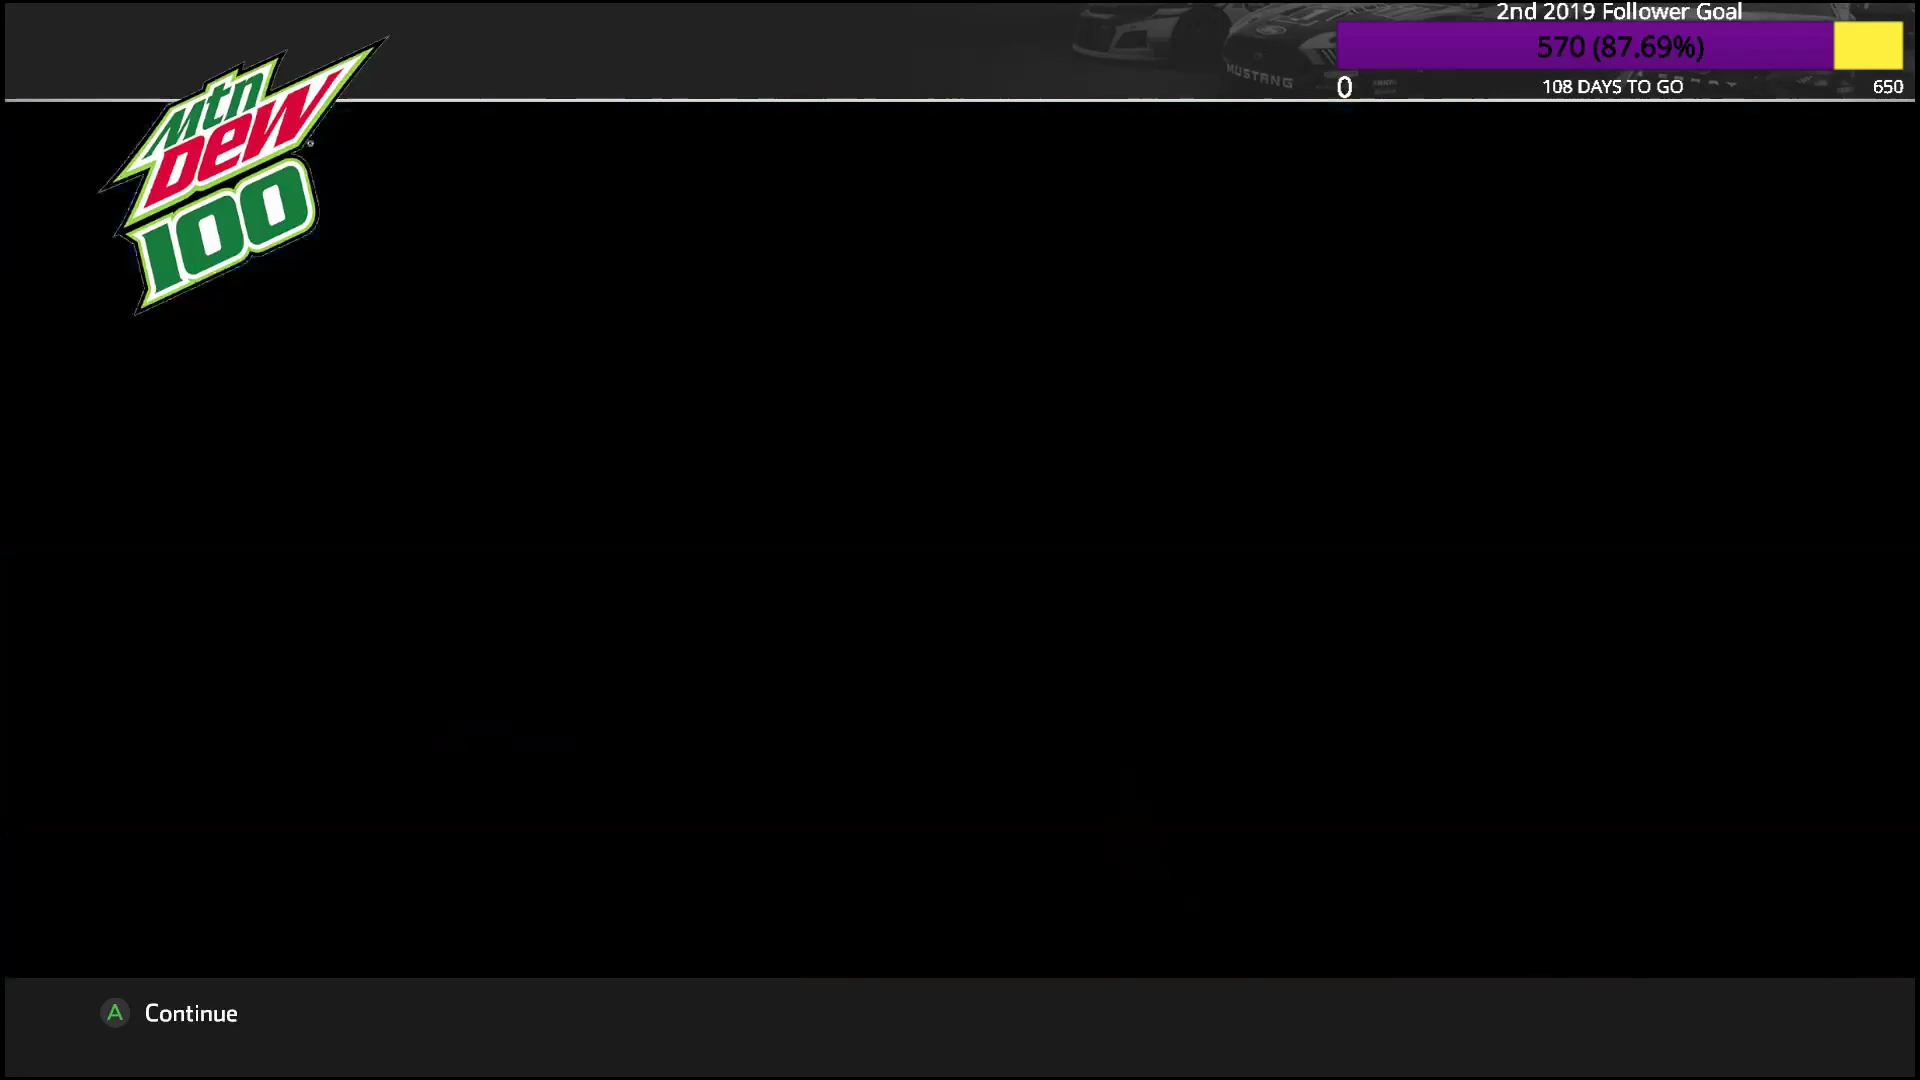 2nd 2019 Follower Goal
570 (87.69%)
0
108 DAYS TO GO
650
MUSTANG
Mtn
Dew
100
A Continue